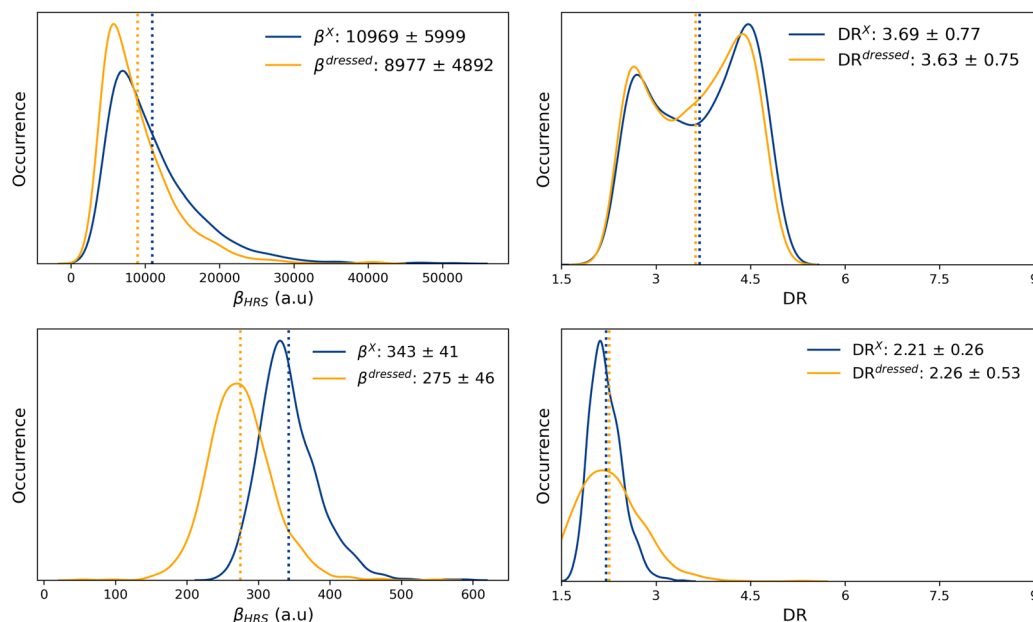 Occurrence
β^X: 10969 ± 5999
β^dressed: 8977 ± 4892
0 10000 20000 30000 40000 50000
β_HRS (a.u)
Occurrence
DR^X: 3.69 ± 0.77
DR^dressed: 3.63 ± 0.75
1.5 3 4.5 6 7.5 9
DR
Occurrence
β^X: 343 ± 41
β^dressed: 275 ± 46
0 100 200 300 400 500 600
β_HRS (a.u)
Occurrence
DR^X: 2.21 ± 0.26
DR^dressed: 2.26 ± 0.53
1.5 3 4.5 6 7.5 9
DR